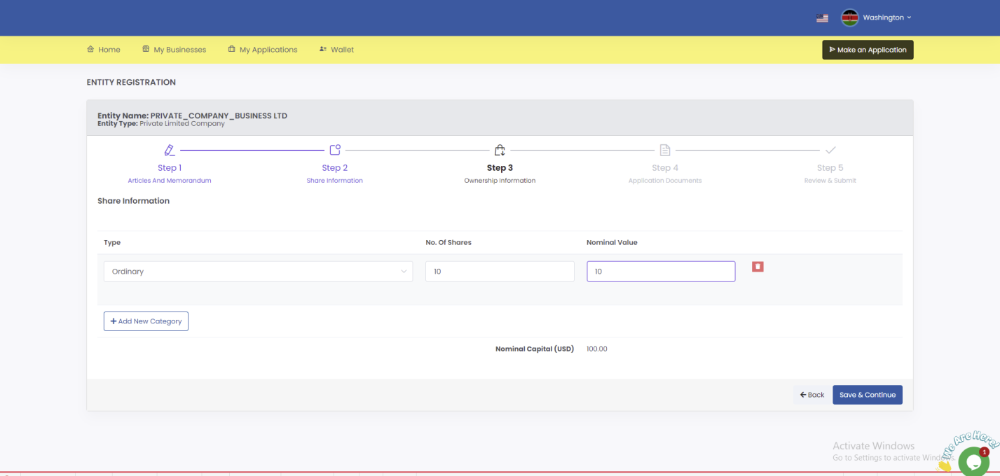 Washington
Home My Businesses My Applications Wallet Make an Application
ENTITY REGISTRATION
Entity Name: PRIVATE_COMPANY_BUSINESS LTD
Entity Type: Private Limited Company
Step 1 Step 2 Step 3 Step 4 Step 5
Articles And Memorandum Share Information Ownership Information Application Documents Review & Submit
Share Information
Type No. Of Shares Nominal Value
Ordinary 10 10
+ Add New Category
Nominal Capital (USD) 100.00
← Back Save & Continue
We Are Here!
Activate Windows
1
Go to Settings to activate Windows.